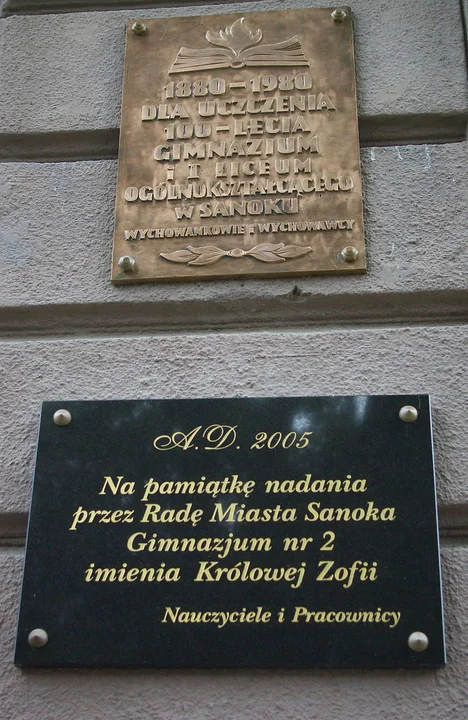 1880-1980
DLA UCZCZENIA
100-LECIA
GIMNAZIUM
i I LICEUM
OGÓLNOKSZTAŁCĄCEGO
W SANOKU
WYCHOWANKOWIE I WYCHOWAWCY
A.D. 2005
Na pamiątkę nadania
przez Radę Miasta Sanoka
Gimnazjum nr 2
imienia Królowej Zofii
Nauczyciele i Pracownicy